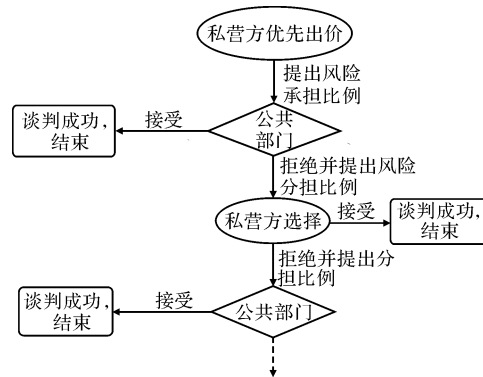 私营方优先出价
提出风险
承担比例
谈判成功，
结束
接受
公共
部门
拒绝并提出风险
分担比例
私营方选择
接受
谈判成功，
结束
拒绝并提出分
担比例
谈判成功，
结束
接受
公共部门